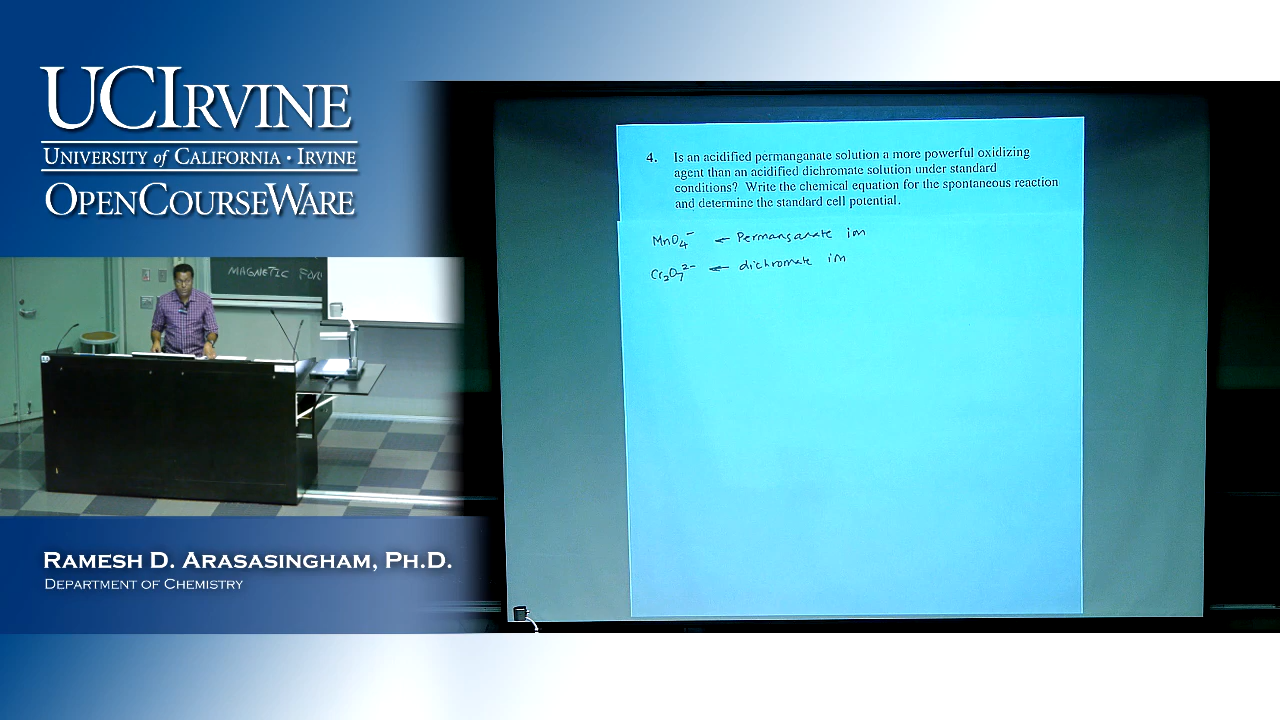 UCIRVINE
UNIVERSITY of CALIFORNIA · IRVINE
OPENCOURSEWARE
MAGNETIC
RAMESH D. ARASASINGHAM, PH.D.
DEPARTMENT OF CHEMISTRY
4. Is an acidified permanganate solution a more powerful oxidizing
agent than an acidified dichromate solution under standard
conditions? Write the chemical equation for the spontaneous reaction
and determine the standard cell potential.
MnO₄⁻ ← Permanganate ion
Cr₂O₇²⁻ ← dichromate ion